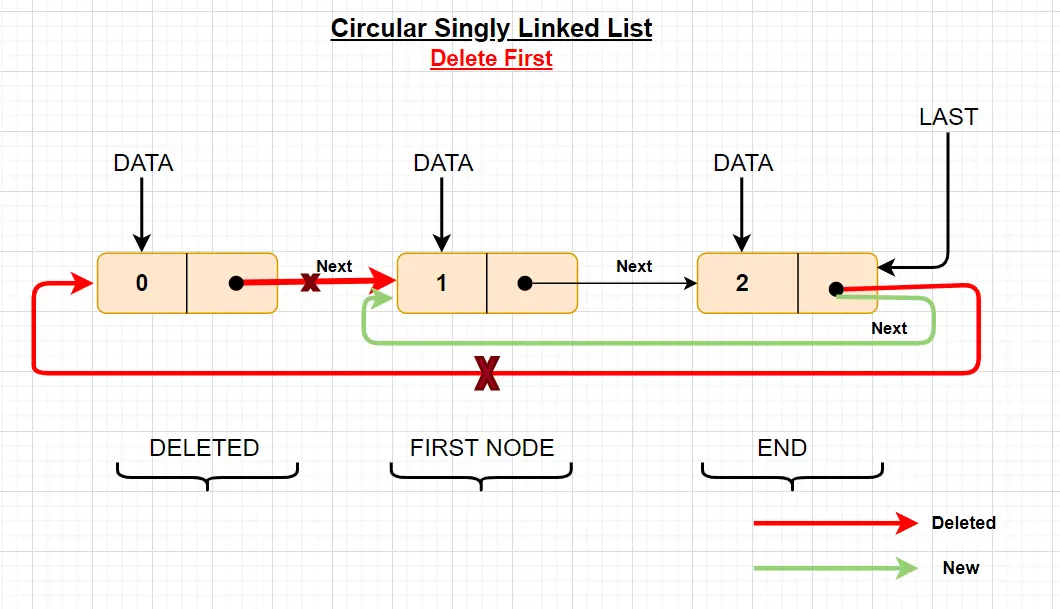 Circular Singly Linked List
Delete First
LAST
DATA DATA DATA
0 Next 1 Next 2
Next
X
X
DELETED FIRST NODE END
Deleted
New